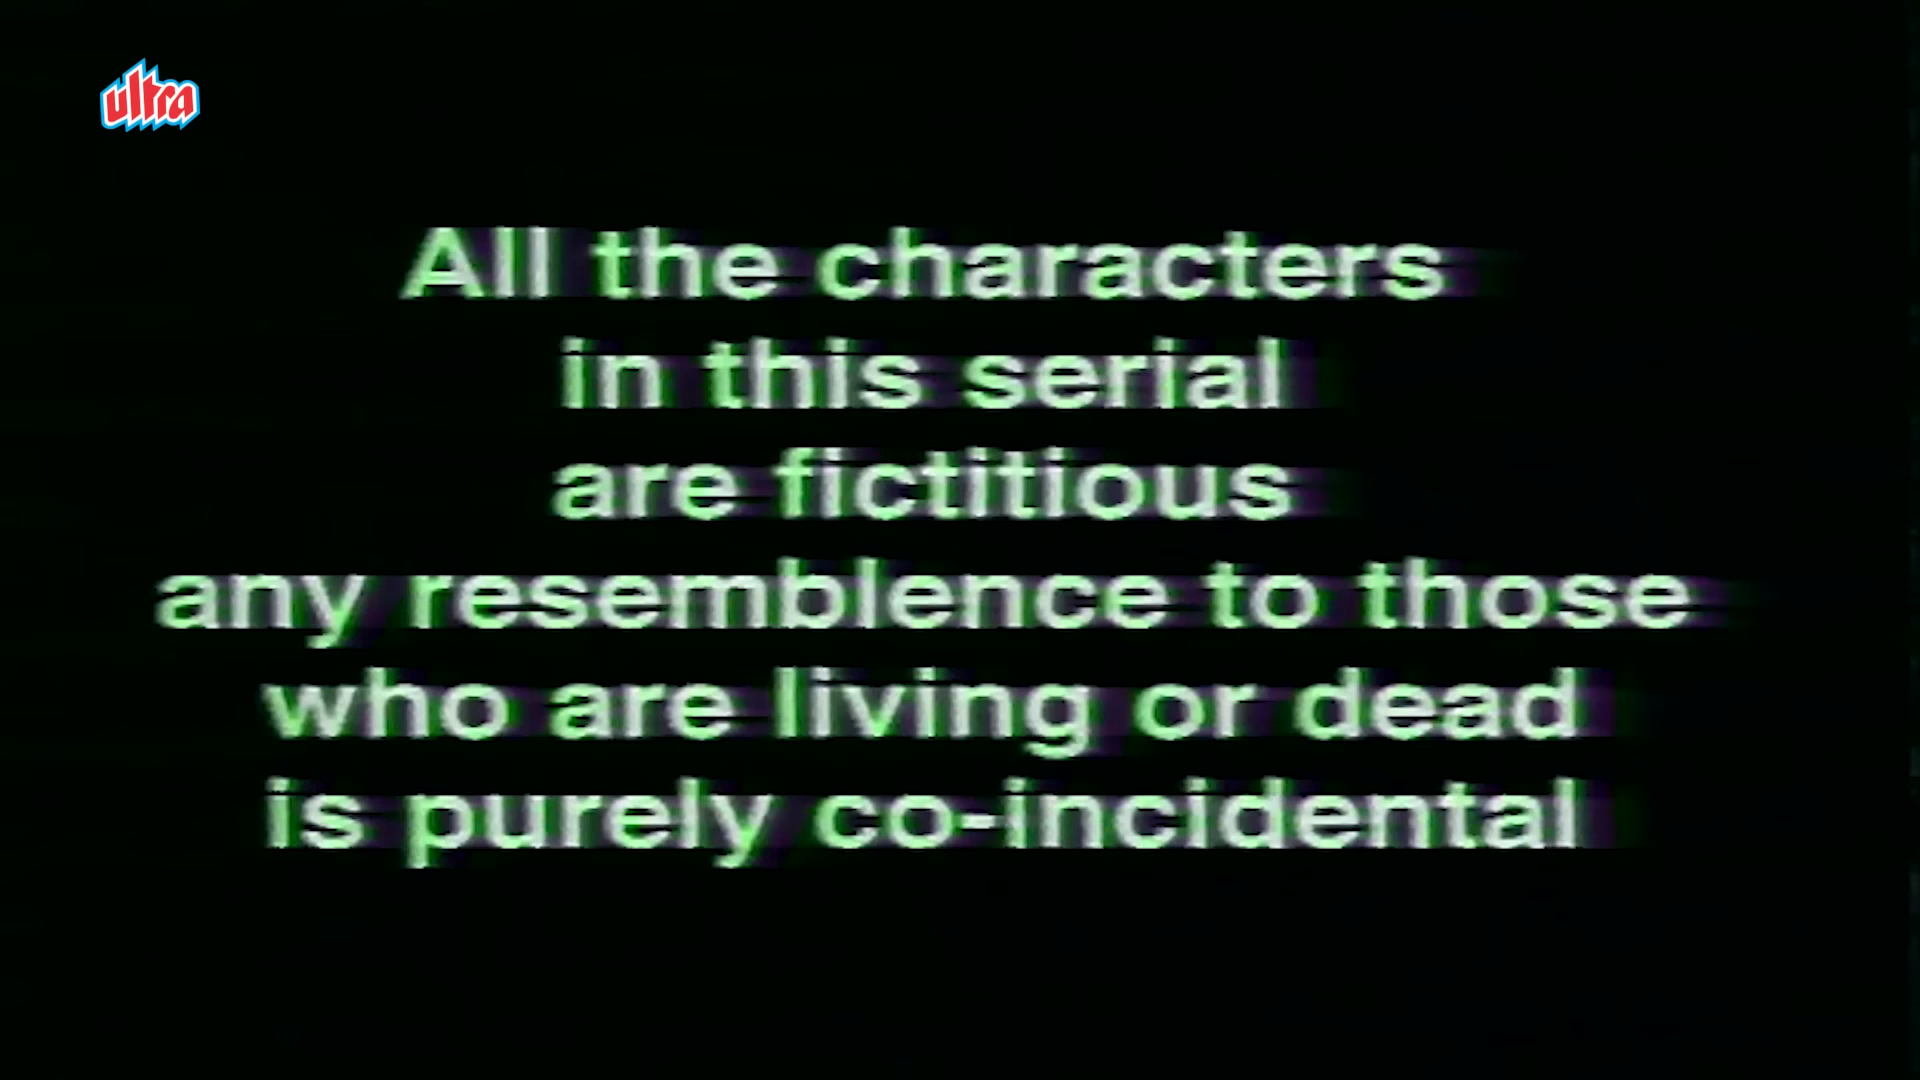 ultra
All the characters
in this serial
are fictitious
any resemblence to those
who are living or dead
is purely co-incidental